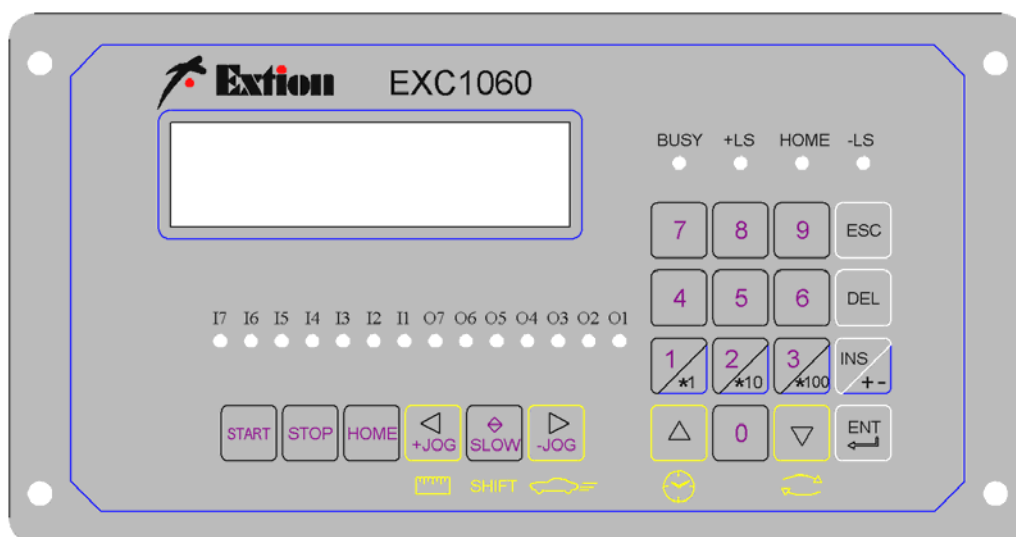 Extion EXC1060
BUSY +LS HOME -LS
7 8 9 ESC
4 5 6 DEL
I7 I6 I5 I4 I3 I2 I1 O7 O6 O5 O4 O3 O2 O1
1 2 3 INS
*1 *10 *100 + -
START STOP HOME +JOG SLOW -JOG 0 ENT
SHIFT